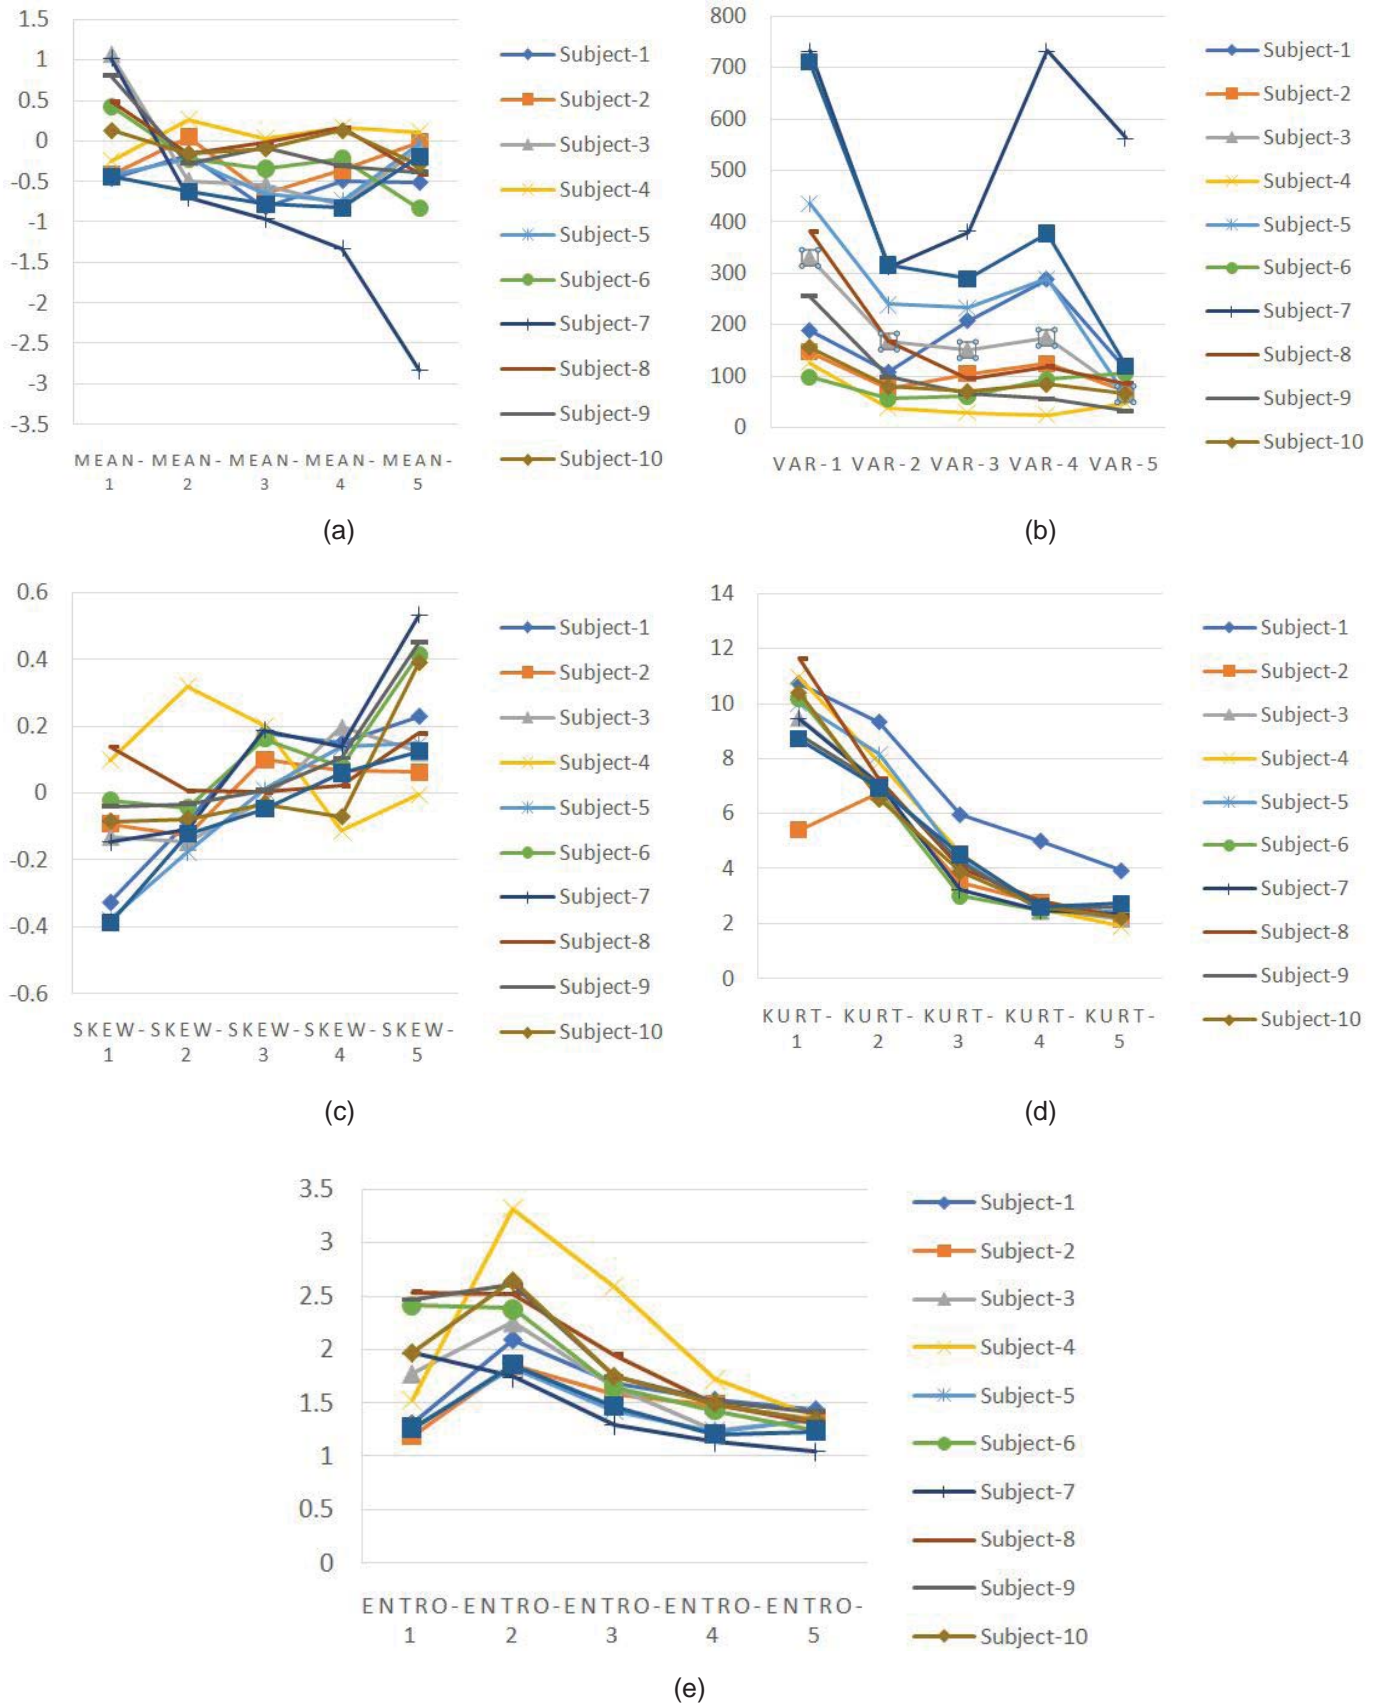 1.5
1
0.5
0
-0.5
-1
-1.5
-2
-2.5
-3
-3.5
MEAN- MEAN- MEAN- MEAN- MEAN-
1 2 3 4 5
Subject-1
Subject-2
Subject-3
Subject-4
Subject-5
Subject-6
Subject-7
Subject-8
Subject-9
Subject-10
(a)
800
700
600
500
400
300
200
100
0
VAR-1 VAR-2 VAR-3 VAR-4 VAR-5
Subject-1
Subject-2
Subject-3
Subject-4
Subject-5
Subject-6
Subject-7
Subject-8
Subject-9
Subject-10
(b)
0.6
0.4
0.2
0
-0.2
-0.4
-0.6
SKEW- SKEW- SKEW- SKEW- SKEW-
1 2 3 4 5
Subject-1
Subject-2
Subject-3
Subject-4
Subject-5
Subject-6
Subject-7
Subject-8
Subject-9
Subject-10
(c)
14
12
10
8
6
4
2
0
KURT- KURT- KURT- KURT- KURT-
1 2 3 4 5
Subject-1
Subject-2
Subject-3
Subject-4
Subject-5
Subject-6
Subject-7
Subject-8
Subject-9
Subject-10
(d)
3.5
3
2.5
2
1.5
1
0.5
0
ENTRO- ENTRO- ENTRO- ENTRO- ENTRO-
1 2 3 4 5
Subject-1
Subject-2
Subject-3
Subject-4
Subject-5
Subject-6
Subject-7
Subject-8
Subject-9
Subject-10
(e)